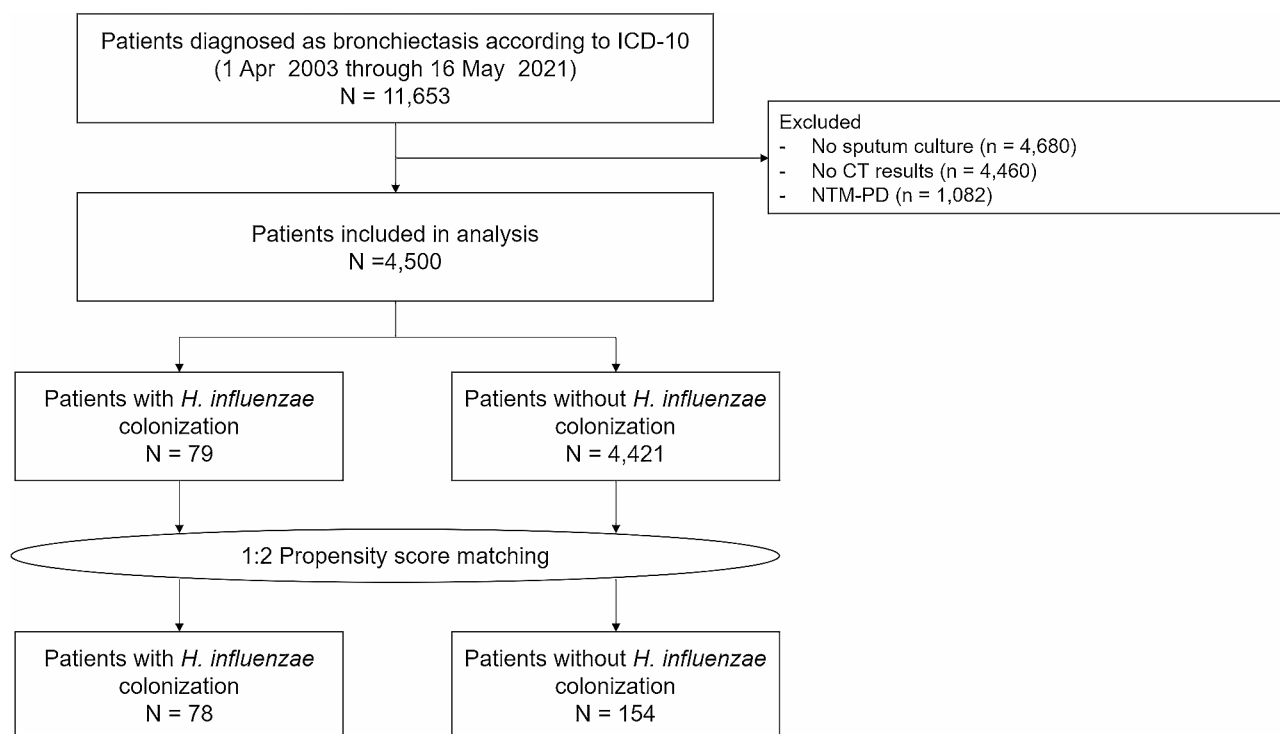 Patients diagnosed as bronchiectasis according to ICD-10
(1 Apr 2003 through 16 May 2021)
N = 11,653
Excluded
- No sputum culture (n = 4,680)
- No CT results (n = 4,460)
- NTM-PD (n = 1,082)
Patients included in analysis
N =4,500
Patients with H. influenzae
colonization
N = 79
Patients without H. influenzae
colonization
N = 4,421
1:2 Propensity score matching
Patients with H. influenzae
colonization
N = 78
Patients without H. influenzae
colonization
N = 154